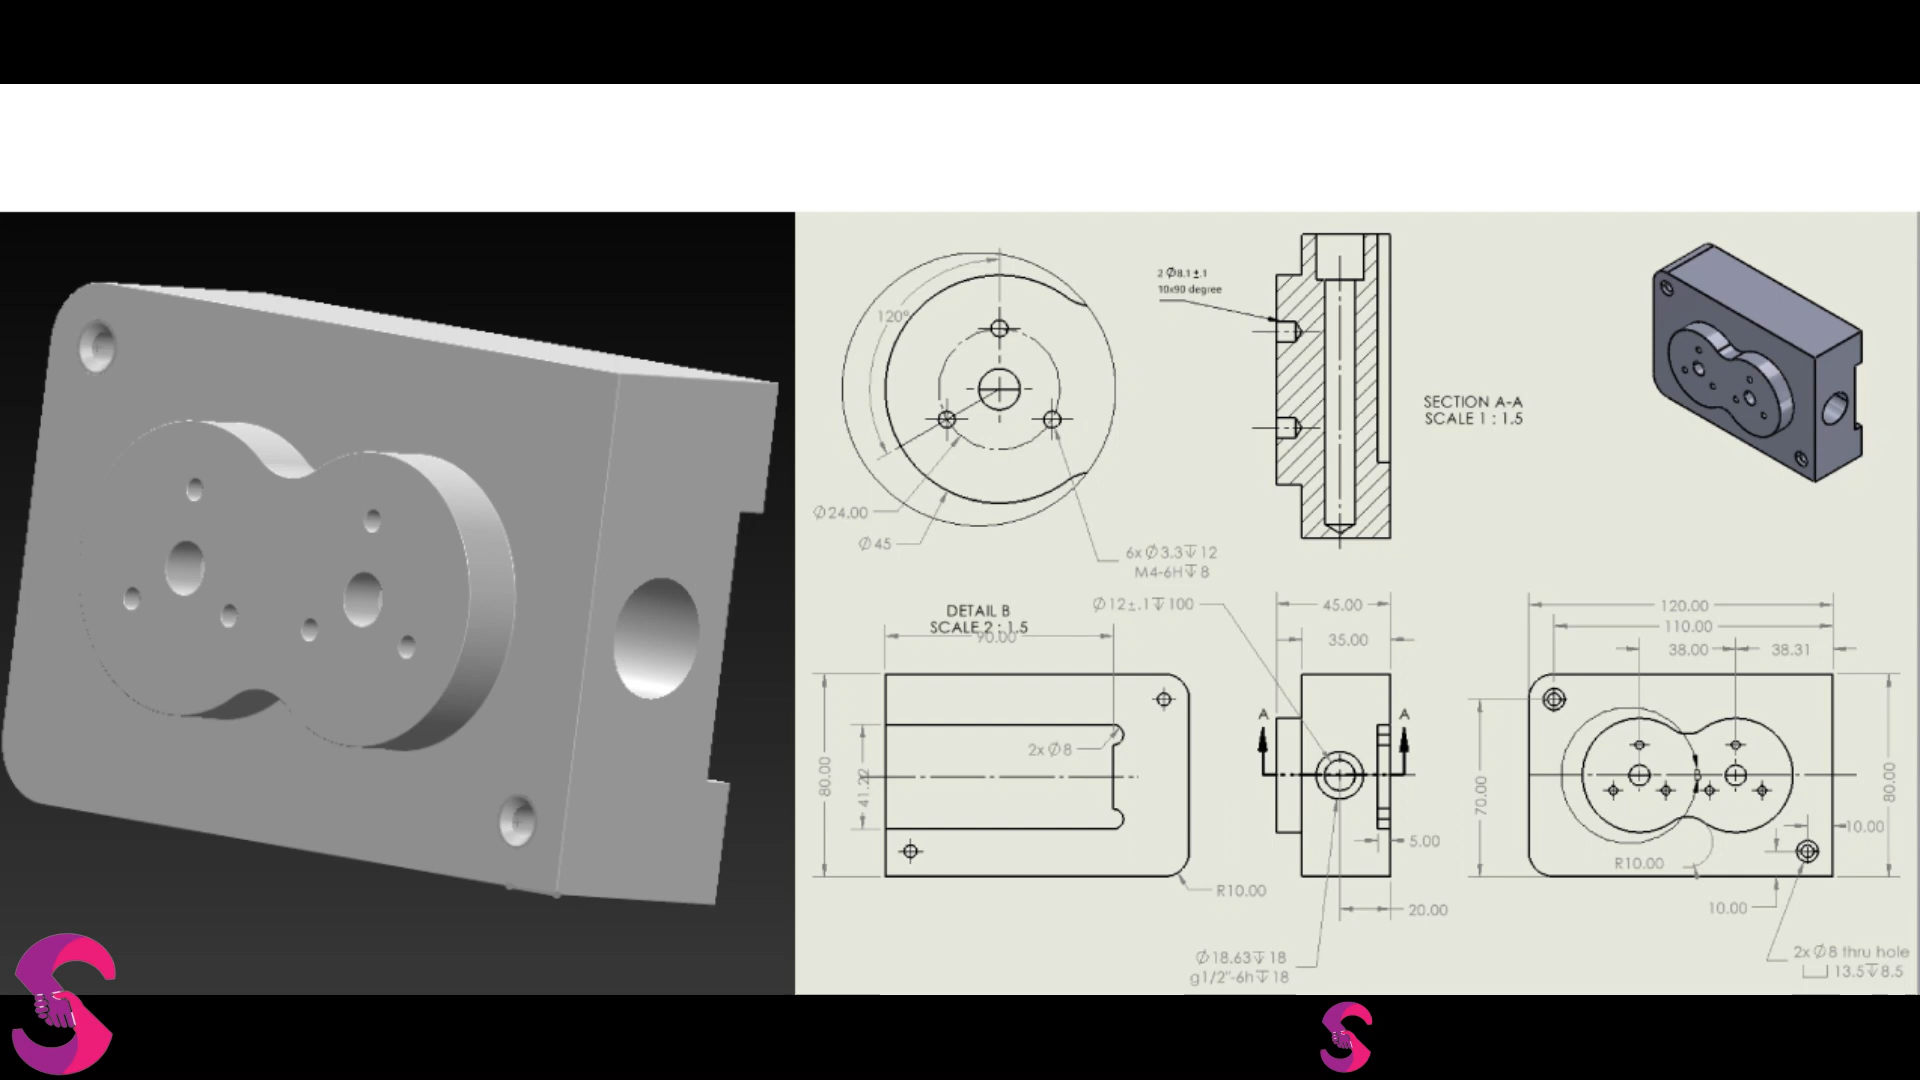 2 Ø8.1±.1
10x90 degree
120°
SECTION A-A
SCALE 1 : 1.5
Ø24.00
Ø45
6x Ø3.3↧12
M4-6H↧8
DETAIL B
SCALE 2 : 1.5
Ø12±.1↧100
45.00
120.00
90.00
35.00
110.00
38.00
38.31
A
A
2x Ø8
80.00
41.22
B
70.00
80.00
5.00
10.00
R10.00
R10.00
20.00
10.00
Ø18.63↧18
g1/2"-6h↧18
2x Ø8 thru hole
⌴ 13.5↧8.5